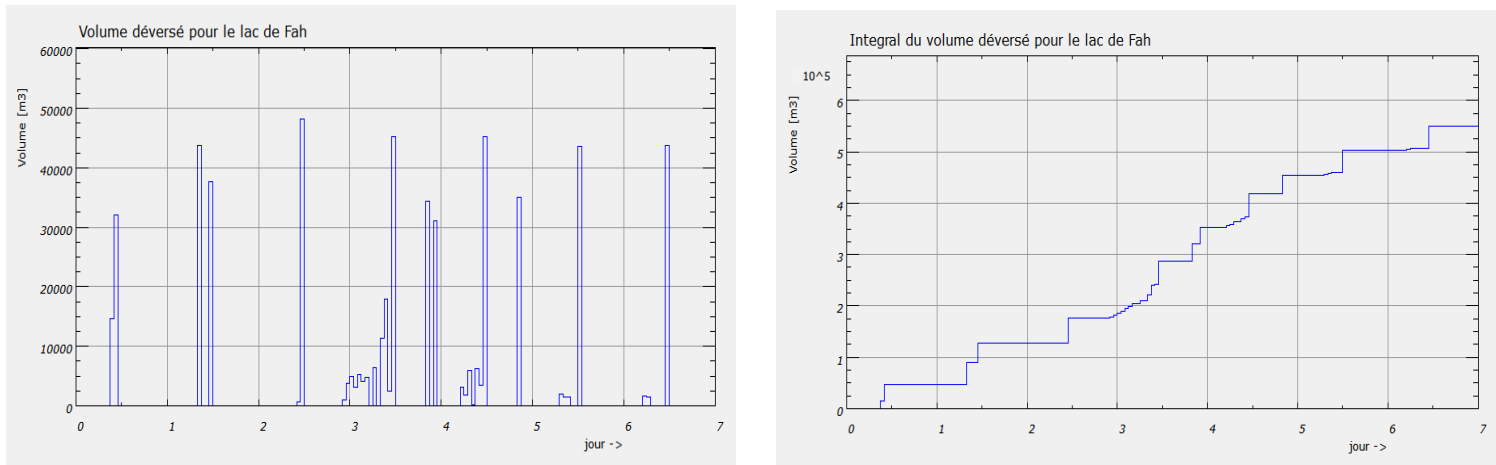 Volume déversé pour le lac de Fah
60000
50000
40000
30000
20000
10000
0
Volume [m3]
0 1 2 3 4 5 6 7
jour ->
Integral du volume déversé pour le lac de Fah
10^5
6
5
4
3
2
1
0
Volume [m3]
0 1 2 3 4 5 6 7
jour ->